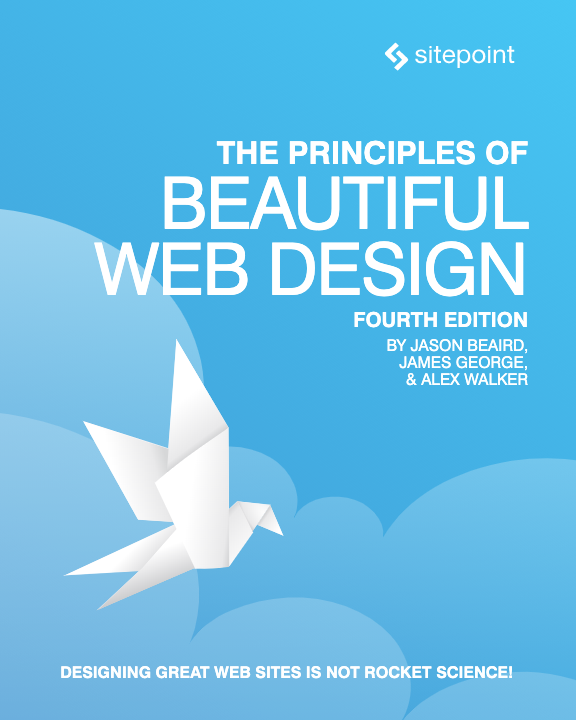 sitepoint
THE PRINCIPLES OF
BEAUTIFUL
WEB DESIGN
FOURTH EDITION
BY JASON BEAIRD,
JAMES GEORGE,
& ALEX WALKER
DESIGNING GREAT WEB SITES IS NOT ROCKET SCIENCE!